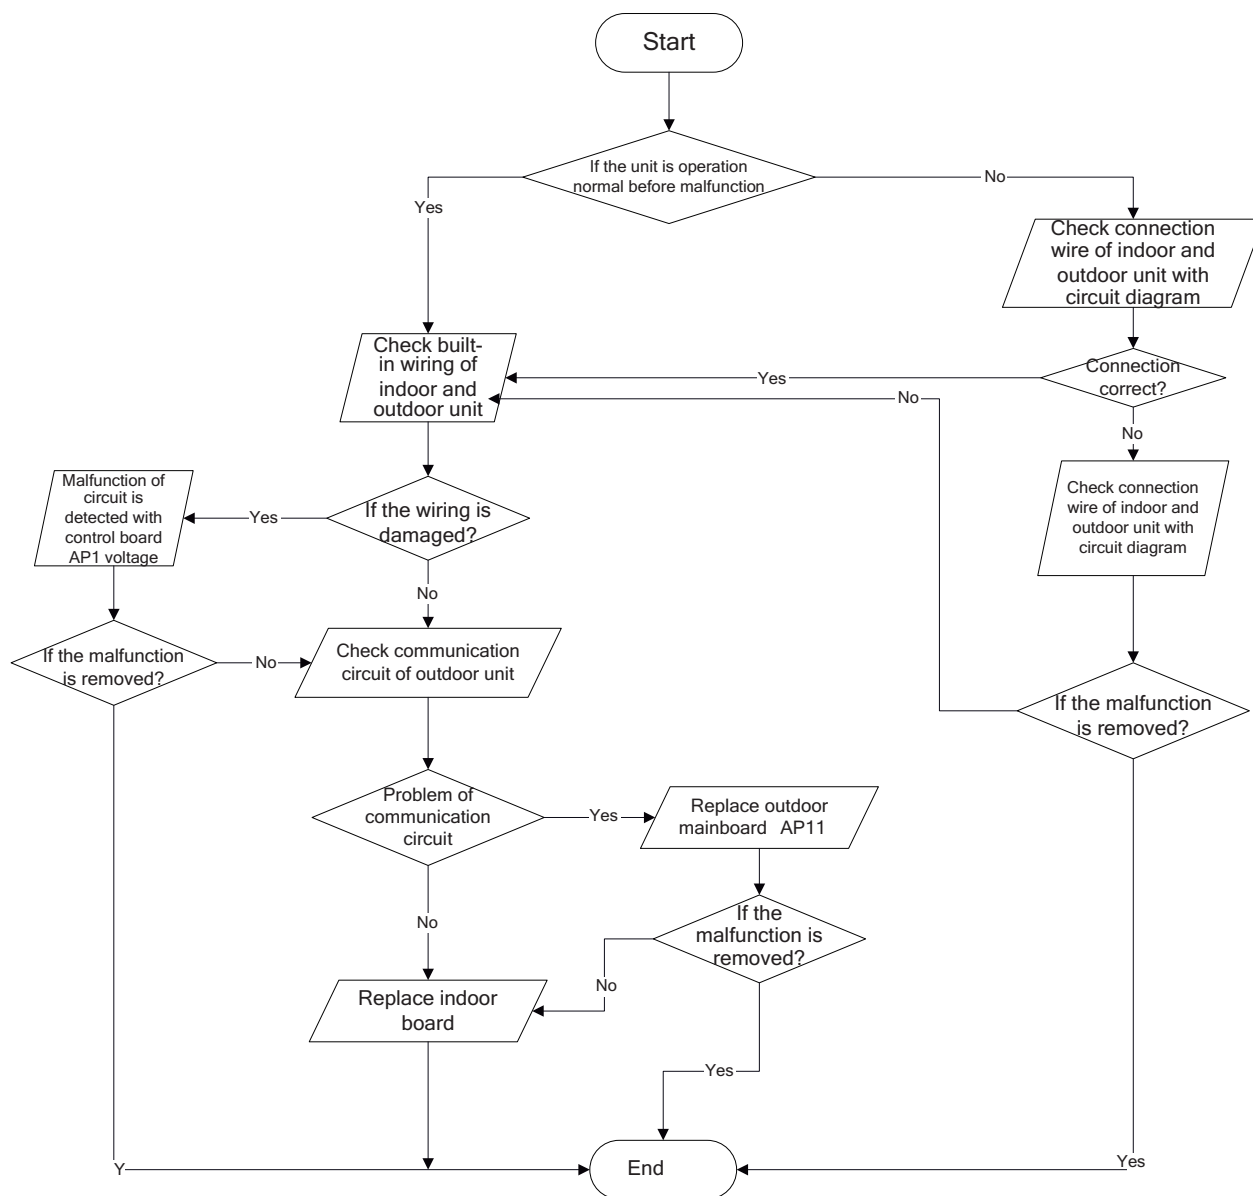 Start
If the unit is operation
normal before malfunction
No
Yes
Check connection
wire of indoor and
outdoor unit with
circuit diagram
Check built-
in wiring of
indoor and
outdoor unit
Yes
Connection
correct?
No
No
Malfunction of
circuit is
detected with
control board
AP1 voltage
Yes
If the wiring is
damaged?
Check connection
wire of indoor and
outdoor unit with
circuit diagram
No
If the malfunction
is removed?
No
Check communication
circuit of outdoor unit
If the malfunction
is removed?
Problem of
communication
circuit
Yes
Replace outdoor
mainboard AP11
No
If the
malfunction is
removed?
No
Replace indoor
board
Yes
Y
End
Yes